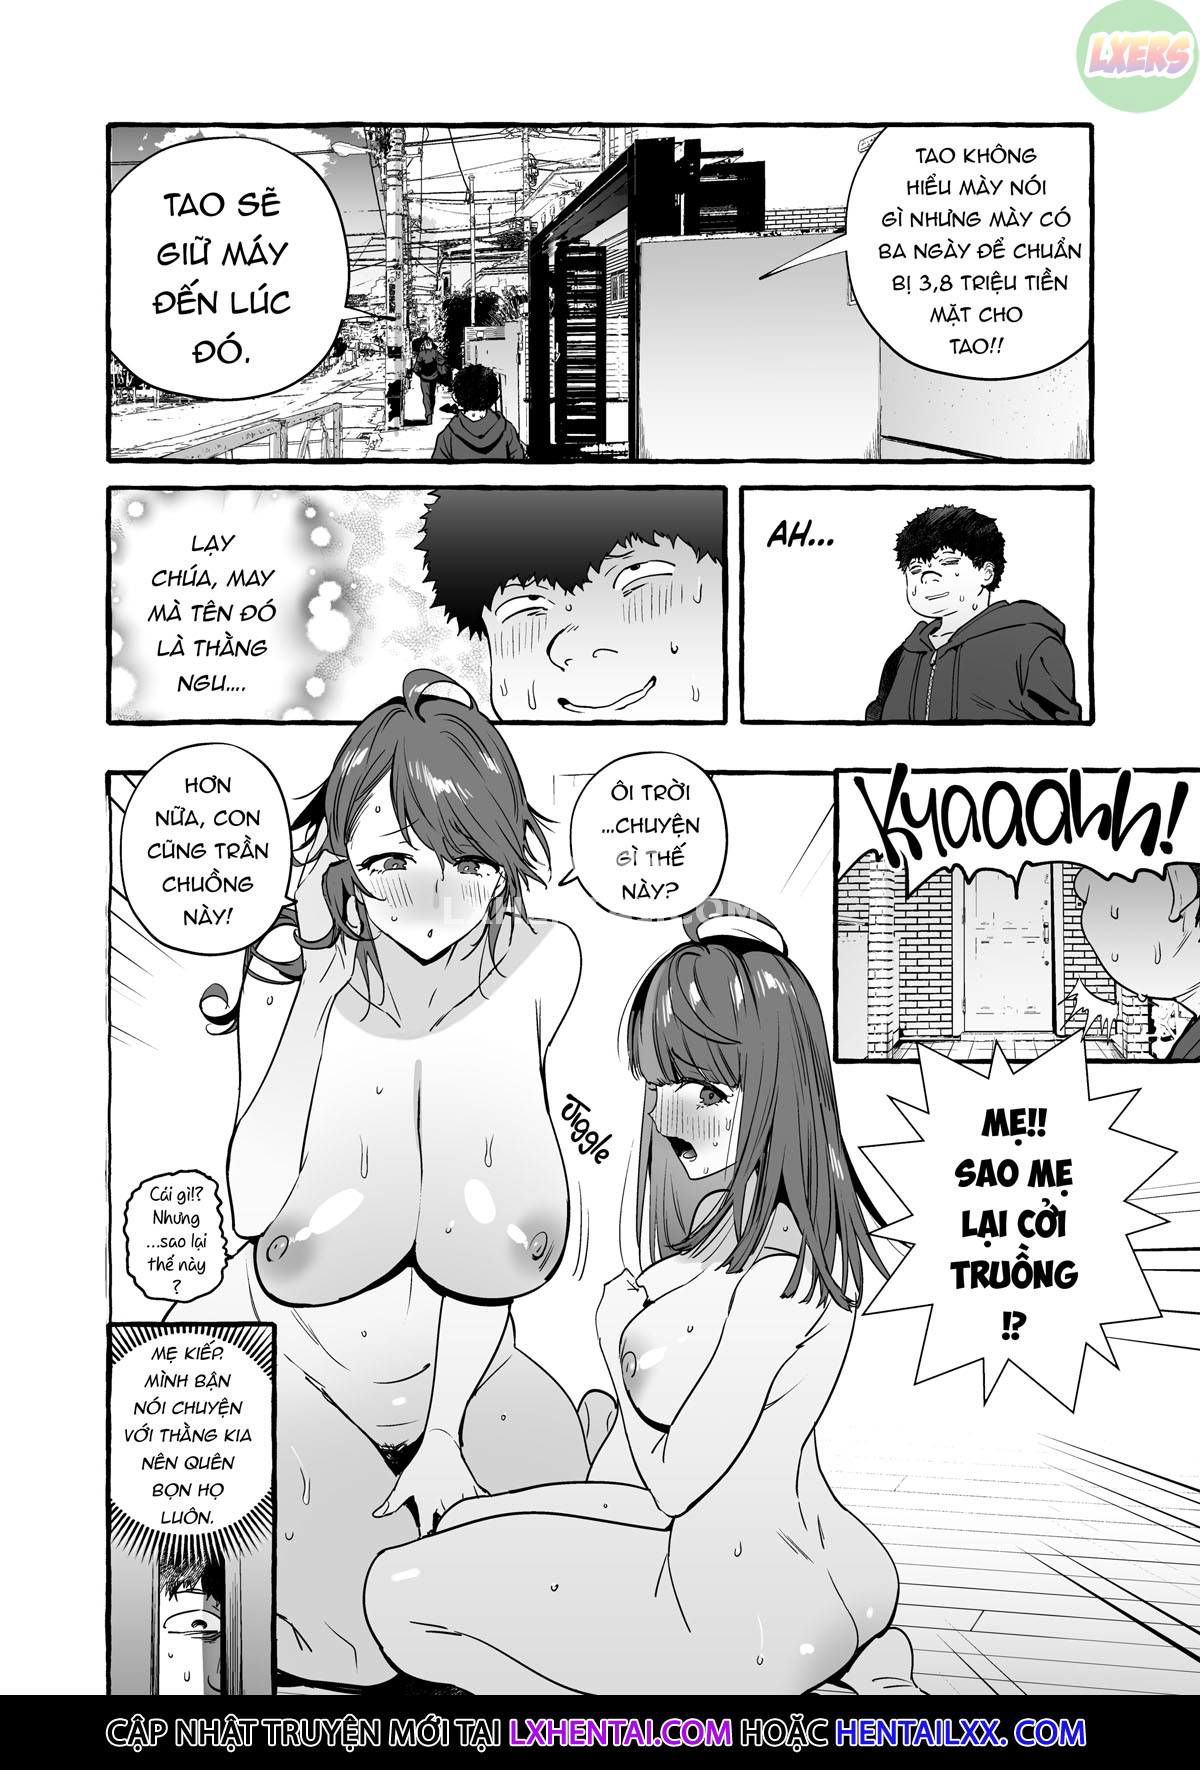 LXERS
TAO KHÔNG
HIỂU MÀY NÓI
GÌ NHƯNG MÀY CÓ
BA NGÀY ĐỂ CHUẨN
BỊ 3,8 TRIỆU TIỀN
MẶT CHO
TAO!!
TAO SẼ
GIỮ MÁY
ĐẾN LÚC
ĐÓ.
AH...
LẠY
CHÚA, MAY
MÀ TÊN ĐÓ
LÀ THẰNG
NGU....
Kyaaaahh!
MẸ!!
SAO MẸ
LẠI CỞI
TRUỒNG
!?
ÔI TRỜI
...CHUYỆN
GÌ THẾ
NÀY?
HƠN
NỮA, CON
CŨNG TRẦN
CHUỒNG
NÀY!
Jiggle
Cái gì!?
Nhưng
...sao lại
thế này
?
MẸ KIẾP.
MÌNH BẬN
NÓI CHUYỆN
VỚI THẰNG KIA
NÊN QUÊN
BỌN HỌ
LUÔN.
CẬP NHẬT TRUYỆN MỚI TẠI LXHENTAI.COM HOẶC HENTAILXX. COM